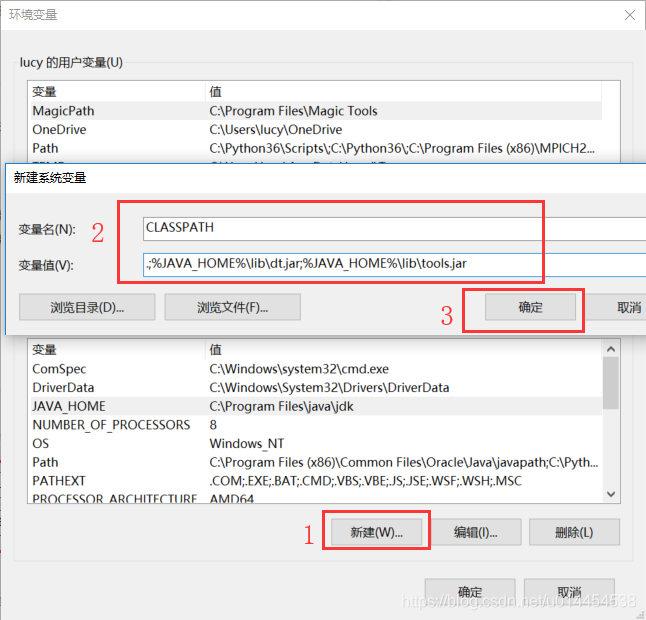 环境变量
lucy 的用户变量(U)
变量 值
MagicPath C:\Program Files\Magic Tools
OneDrive C:\Users\lucy\OneDrive
Path C:\Python36\Scripts\;C:\Python36\;C:\Program Files (x86)\MPICH2...
新建系统变量
变量名(N): 2 CLASSPATH
变量值(V): .;%JAVA_HOME%\lib\dt.jar;%JAVA_HOME%\lib\tools.jar
浏览目录(D)... 浏览文件(F)... 3 确定 取消
变量 值
ComSpec C:\Windows\system32\cmd.exe
DriverData C:\Windows\System32\Drivers\DriverData
JAVA_HOME C:\Program Files\java\jdk
NUMBER_OF_PROCESSORS 8
OS Windows_NT
Path C:\Program Files (x86)\Common Files\Oracle\Java\javapath;C:\Pyth...
PATHEXT .COM;.EXE;.BAT;.CMD;.VBS;.VBE;.JS;.JSE;.WSF;.WSH;.MSC
PROCESSOR_ARCHITECTURE AMD64
1 新建(W)... 编辑(I)... 删除(L)
确定 取消
https://blog.csdn.net/u014454538